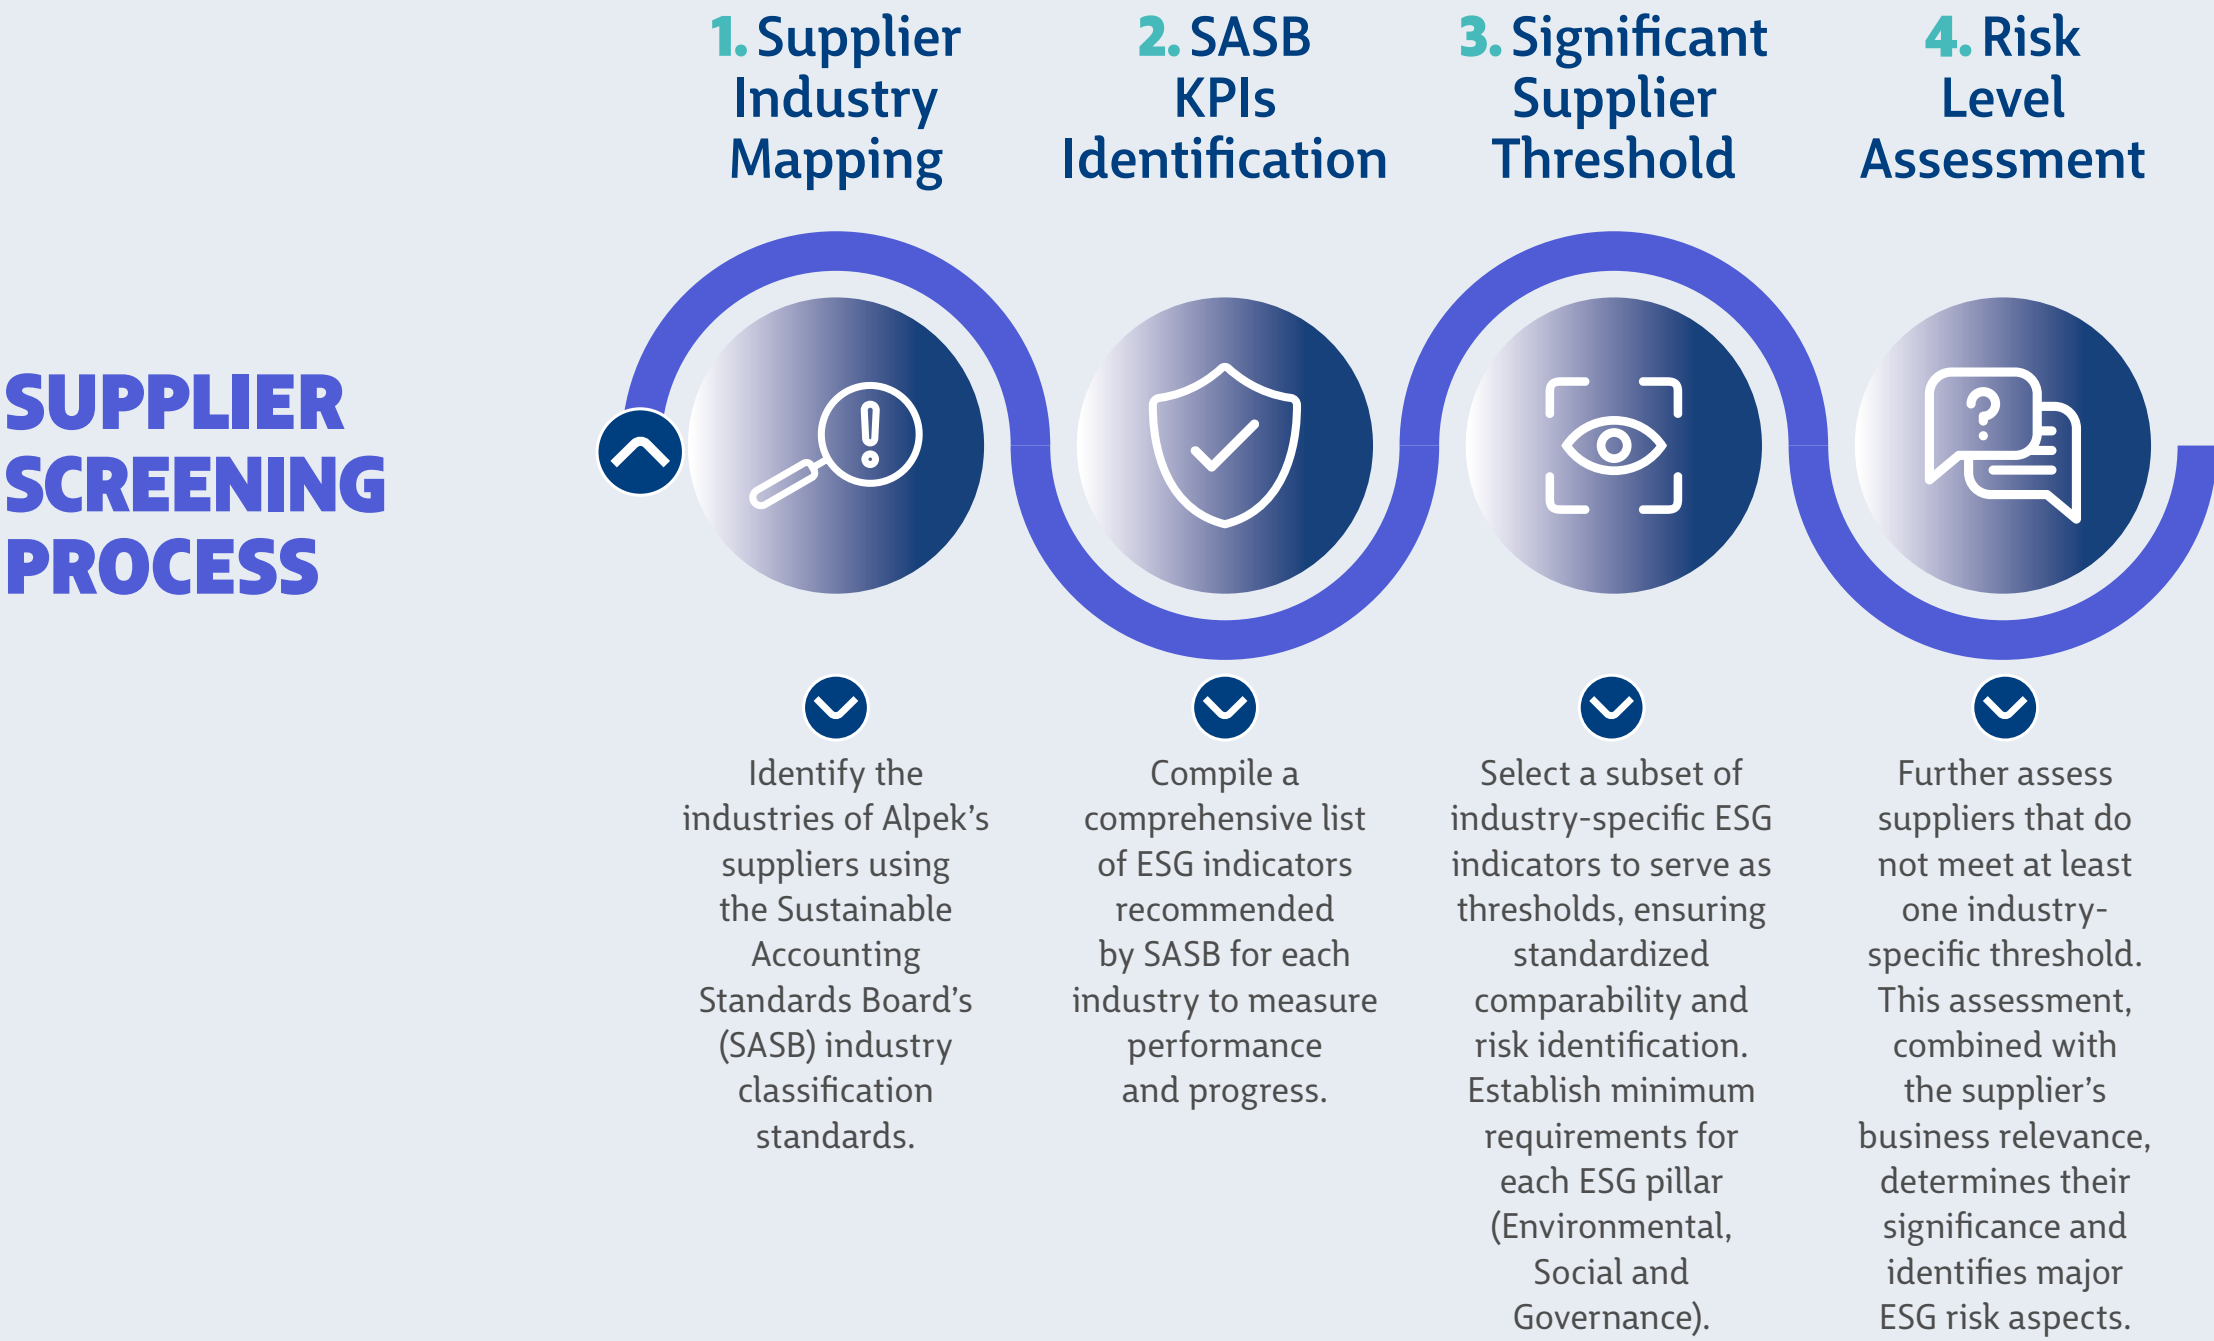 SUPPLIER
SCREENING
PROCESS
1. Supplier
Industry
Mapping
Identify the
industries of Alpek’s
suppliers using
the Sustainable
Accounting
Standards Board’s
(SASB) industry
classification
standards.
2. SASB
KPIs
Identification
Compile a
comprehensive list
of ESG indicators
recommended
by SASB for each
industry to measure
performance
and progress.
3. Significant
Supplier
Threshold
Select a subset of
industry-specific ESG
indicators to serve as
thresholds, ensuring
standardized
comparability and
risk identification.
Establish minimum
requirements for
each ESG pillar
(Environmental,
Social and
Governance).
4. Risk
Level
Assessment
Further assess
suppliers that do
not meet at least
one industry-
specific threshold.
This assessment,
combined with
the supplier’s
business relevance,
determines their
significance and
identifies major
ESG risk aspects.